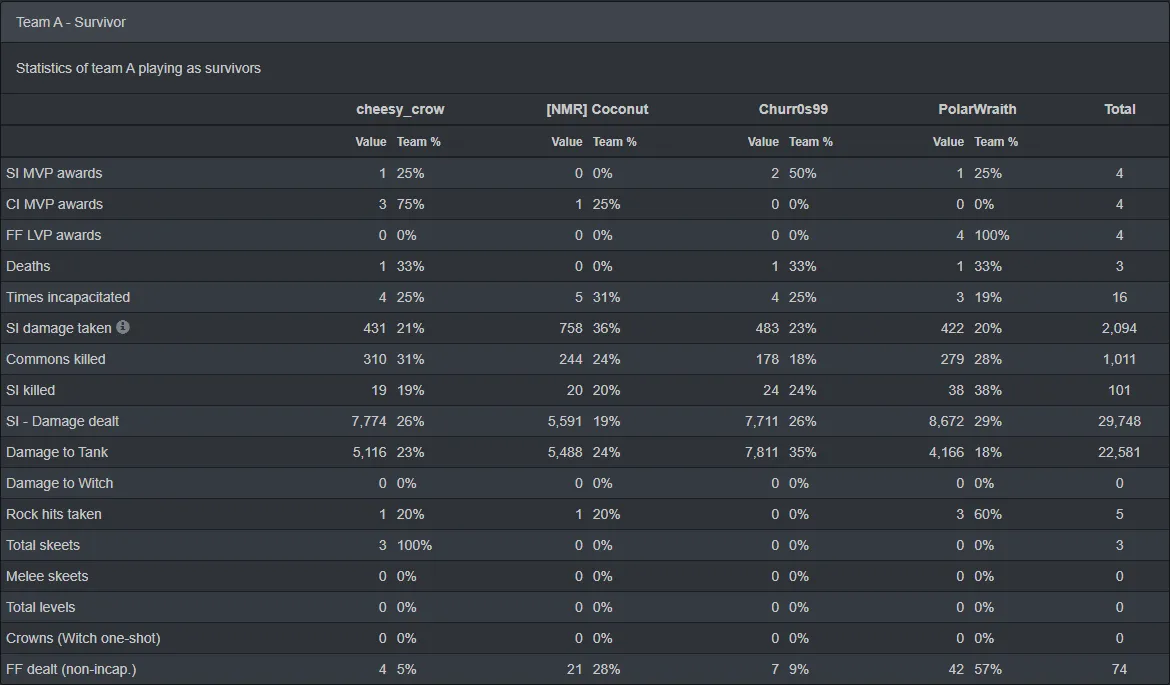 Team A - Survivor
Statistics of team A playing as survivors
cheesy_crow [NMR] Coconut Churr0s99 PolarWraith Total
Value Team % Value Team % Value Team % Value Team %
SI MVP awards 1 25% 0 0% 2 50% 1 25% 4
CI MVP awards 3 75% 1 25% 0 0% 0 0% 4
FF LVP awards 0 0% 0 0% 0 0% 4 100% 4
Deaths 1 33% 0 0% 1 33% 1 33% 3
Times incapacitated 4 25% 5 31% 4 25% 3 19% 16
SI damage taken 431 21% 758 36% 483 23% 422 20% 2,094
Commons killed 310 31% 244 24% 178 18% 279 28% 1,011
SI killed 19 19% 20 20% 24 24% 38 38% 101
SI - Damage dealt 7,774 26% 5,591 19% 7,711 26% 8,672 29% 29,748
Damage to Tank 5,116 23% 5,488 24% 7,811 35% 4,166 18% 22,581
Damage to Witch 0 0% 0 0% 0 0% 0 0% 0
Rock hits taken 1 20% 1 20% 0 0% 3 60% 5
Total skeets 3 100% 0 0% 0 0% 0 0% 3
Melee skeets 0 0% 0 0% 0 0% 0 0% 0
Total levels 0 0% 0 0% 0 0% 0 0% 0
Crowns (Witch one-shot) 0 0% 0 0% 0 0% 0 0% 0
FF dealt (non-incap.) 4 5% 21 28% 7 9% 42 57% 74